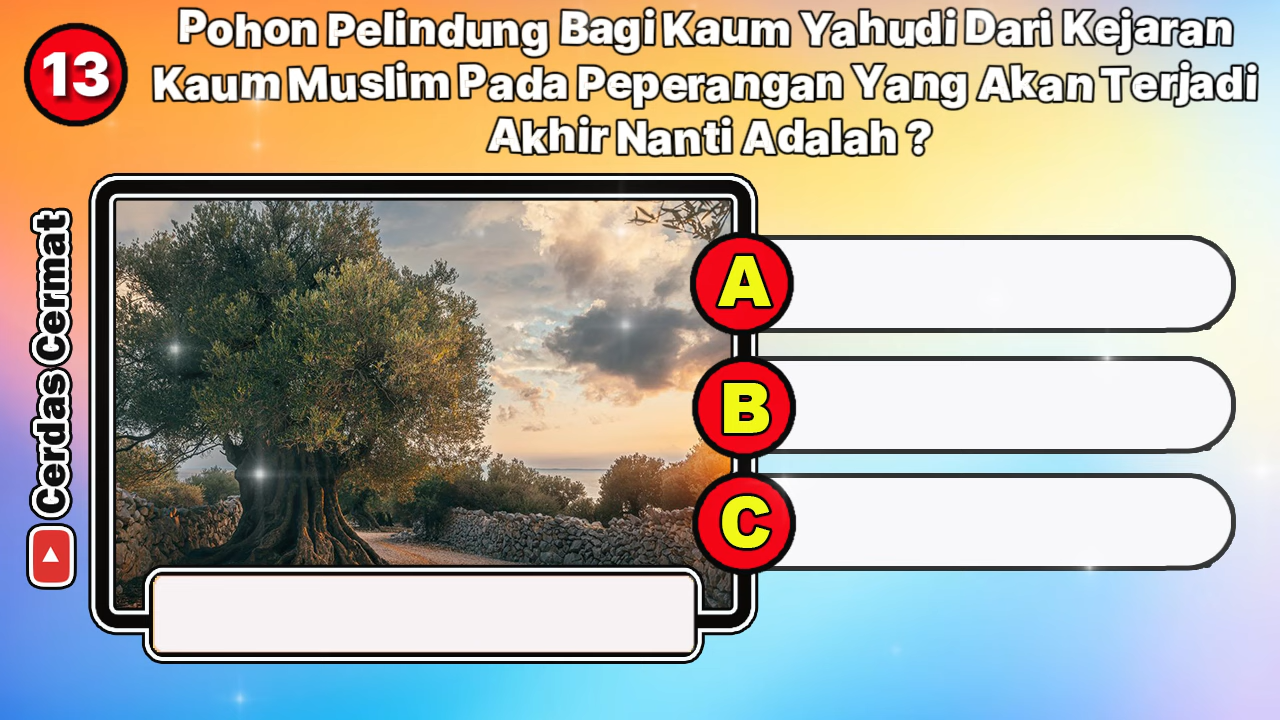 13
Pohon Pelindung Bagi Kaum Yahudi Dari Kejaran
Kaum Muslim Pada Peperangan Yang Akan Terjadi
Akhir Nanti Adalah ?
Cerdas Cermat
A
B
C